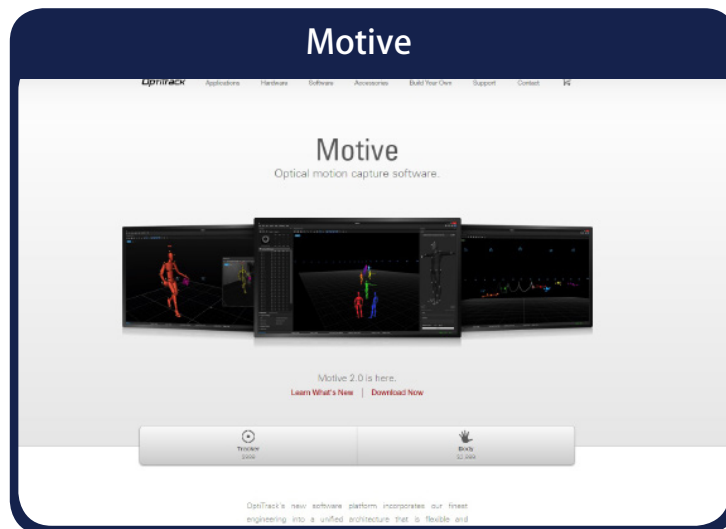 Motive
OptiTrack Applications Hardware Software Accessories Build Your Own Support Contact
Motive
Optical motion capture software.
Motive 2.0 is here.
Learn What's New | Download Now
Tracker Body
OptiTrack's new software platform incorporates our finest
engineering into a unified architecture that is flexible and